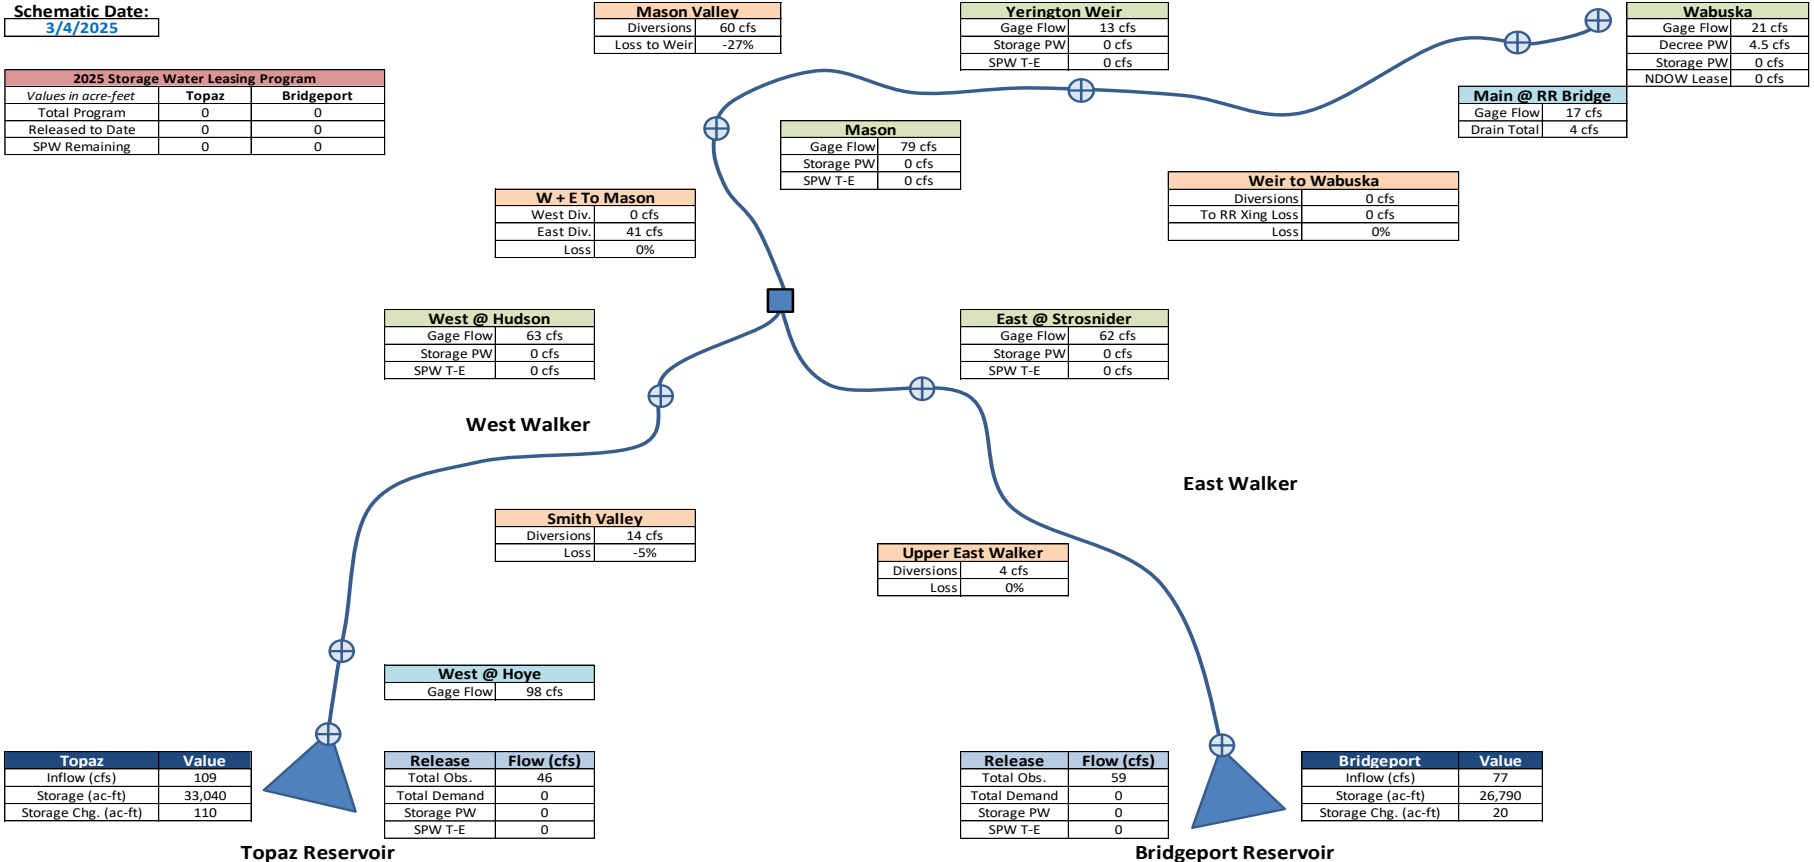 Schematic Date:
3/4/2025
2025 Storage Water Leasing Program
Values in acre-feet Topaz Bridgeport
Total Program 0 0
Released to Date 0 0
SPW Remaining 0 0
Mason Valley
Diversions 60 cfs
Loss to Weir -27%
Yerington Weir
Gage Flow 13 cfs
Storage PW 0 cfs
SPW T-E 0 cfs
Wabuska
Gage Flow 21 cfs
Decree PW 4.5 cfs
Storage PW 0 cfs
NDOW Lease 0 cfs
Main @ RR Bridge
Gage Flow 17 cfs
Drain Total 4 cfs
Mason
Gage Flow 79 cfs
Storage PW 0 cfs
SPW T-E 0 cfs
Weir to Wabuska
Diversions 0 cfs
To RR Xing Loss 0 cfs
Loss 0%
W + E To Mason
West Div. 0 cfs
East Div. 41 cfs
Loss 0%
West @ Hudson
Gage Flow 63 cfs
Storage PW 0 cfs
SPW T-E 0 cfs
East @ Strosnider
Gage Flow 62 cfs
Storage PW 0 cfs
SPW T-E 0 cfs
West Walker
East Walker
Smith Valley
Diversions 14 cfs
Loss -5%
Upper East Walker
Diversions 4 cfs
Loss 0%
West @ Hoye
Gage Flow 98 cfs
Topaz Value
Inflow (cfs) 109
Storage (ac-ft) 33,040
Storage Chg. (ac-ft) 110
Release Flow (cfs)
Total Obs. 46
Total Demand 0
Storage PW 0
SPW T-E 0
Topaz Reservoir
Release Flow (cfs)
Total Obs. 59
Total Demand 0
Storage PW 0
SPW T-E 0
Bridgeport Value
Inflow (cfs) 77
Storage (ac-ft) 26,790
Storage Chg. (ac-ft) 20
Bridgeport Reservoir